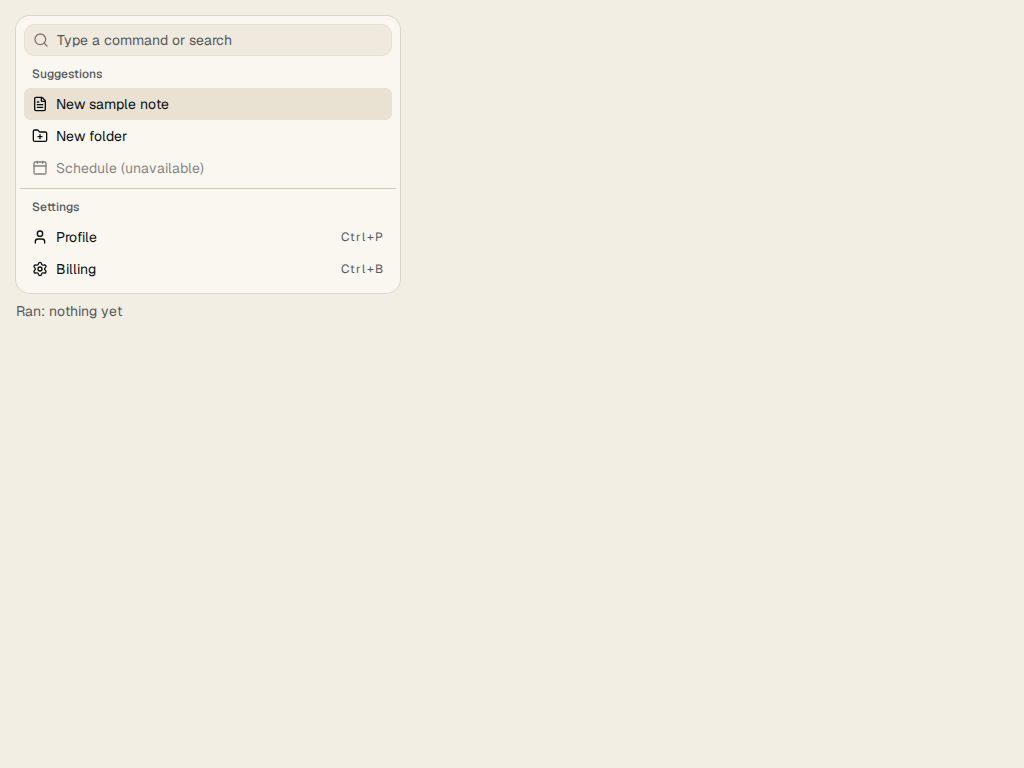 Type a command or search
Suggestions
New sample note
New folder
Schedule (unavailable)
Settings
Profile Ctrl+P
Billing Ctrl+B
Ran: nothing yet